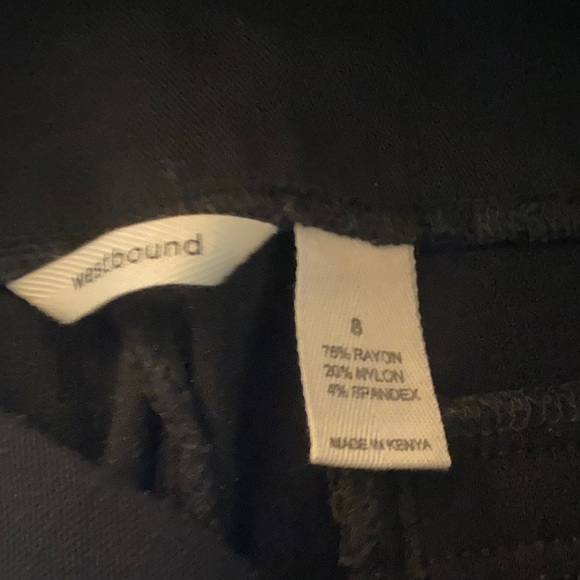 westbound
8
76% RAYON
20% NYLON
4% SPANDEX
MADE IN KENYA